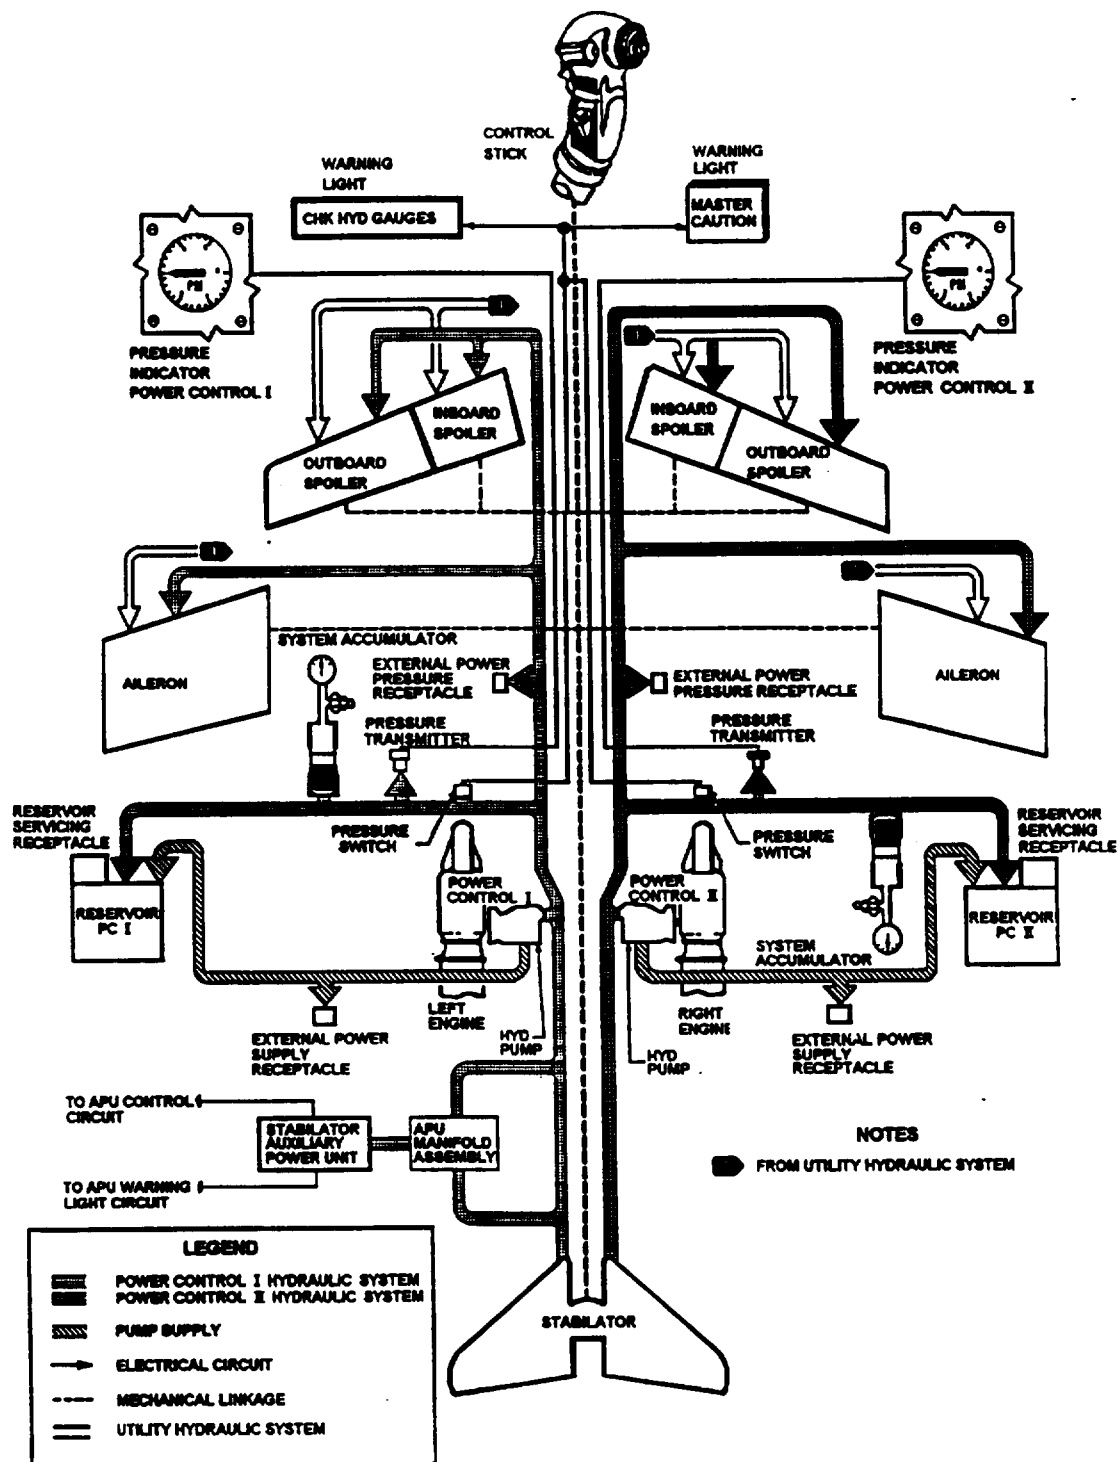 CONTROL
STICK
WARNING
LIGHT
CHK HYD GAUGES
WARNING
LIGHT
MASTER
CAUTION
PRESSURE
INDICATOR
POWER CONTROL I
PRESSURE
INDICATOR
POWER CONTROL II
INBOARD
SPOILER
OUTBOARD
SPOILER
INBOARD
SPOILER
OUTBOARD
SPOILER
AILERON
SYSTEM ACCUMULATOR
EXTERNAL POWER
PRESSURE
RECEPTACLE
EXTERNAL POWER
PRESSURE RECEPTACLE
AILERON
PRESSURE
TRANSMITTER
PRESSURE
TRANSMITTER
RESERVOIR
SERVICING
RECEPTACLE
PRESSURE
SWITCH
PRESSURE
SWITCH
RESERVOIR
SERVICING
RECEPTACLE
POWER
CONTROL I
POWER
CONTROL II
RESERVOIR
PC I
RESERVOIR
PC II
SYSTEM
ACCUMULATOR
LEFT
ENGINE
RIGHT
ENGINE
EXTERNAL POWER
SUPPLY
RECEPTACLE
HYD
PUMP
HYD
PUMP
EXTERNAL POWER
SUPPLY
RECEPTACLE
TO APU CONTROL
CIRCUIT
STABILATOR
AUXILIARY
POWER UNIT
APU
MANIFOLD
ASSEMBLY
TO APU WARNING
LIGHT CIRCUIT
NOTES
FROM UTILITY HYDRAULIC SYSTEM
LEGEND
POWER CONTROL I HYDRAULIC SYSTEM
POWER CONTROL II HYDRAULIC SYSTEM
PUMP SUPPLY
ELECTRICAL CIRCUIT
MECHANICAL LINKAGE
UTILITY HYDRAULIC SYSTEM
STABILATOR